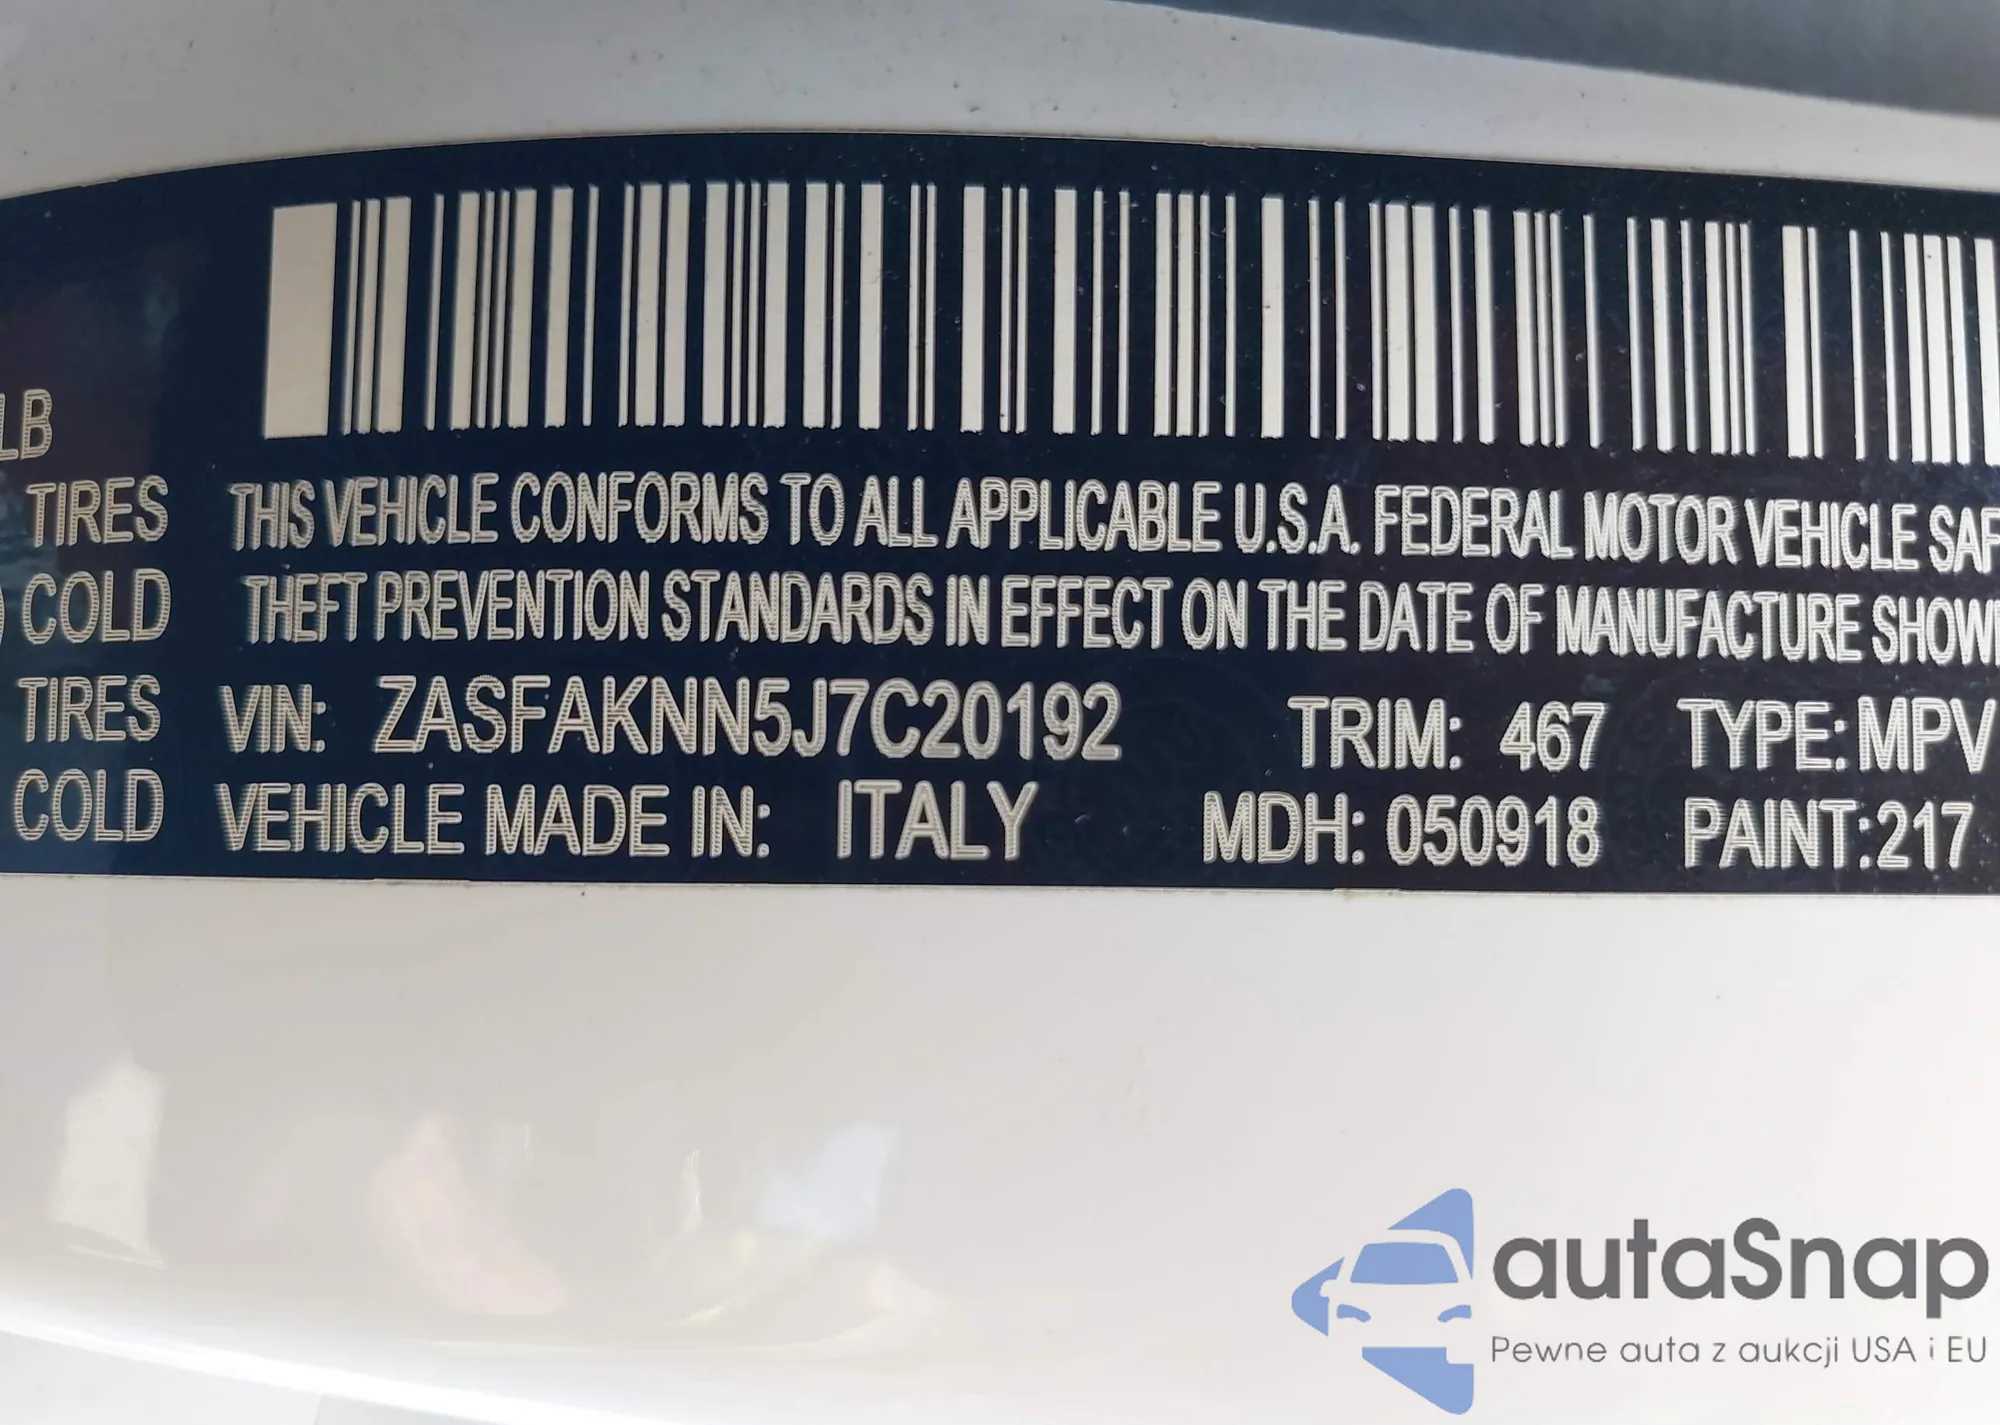 LB
TIRES THIS VEHICLE CONFORMS TO ALL APPLICABLE U.S.A. FEDERAL MOTOR VEHICLE SAF
) COLD THEFT PREVENTION STANDARDS IN EFFECT ON THE DATE OF MANUFACTURE SHOW
TIRES VIN: ZASFAKNN5J7C20192 TRIM: 467 TYPE: MPV
COLD VEHICLE MADE IN: ITALY MDH: 050918 PAINT: 217
autaSnap
Pewne auta z aukcji USA i EU